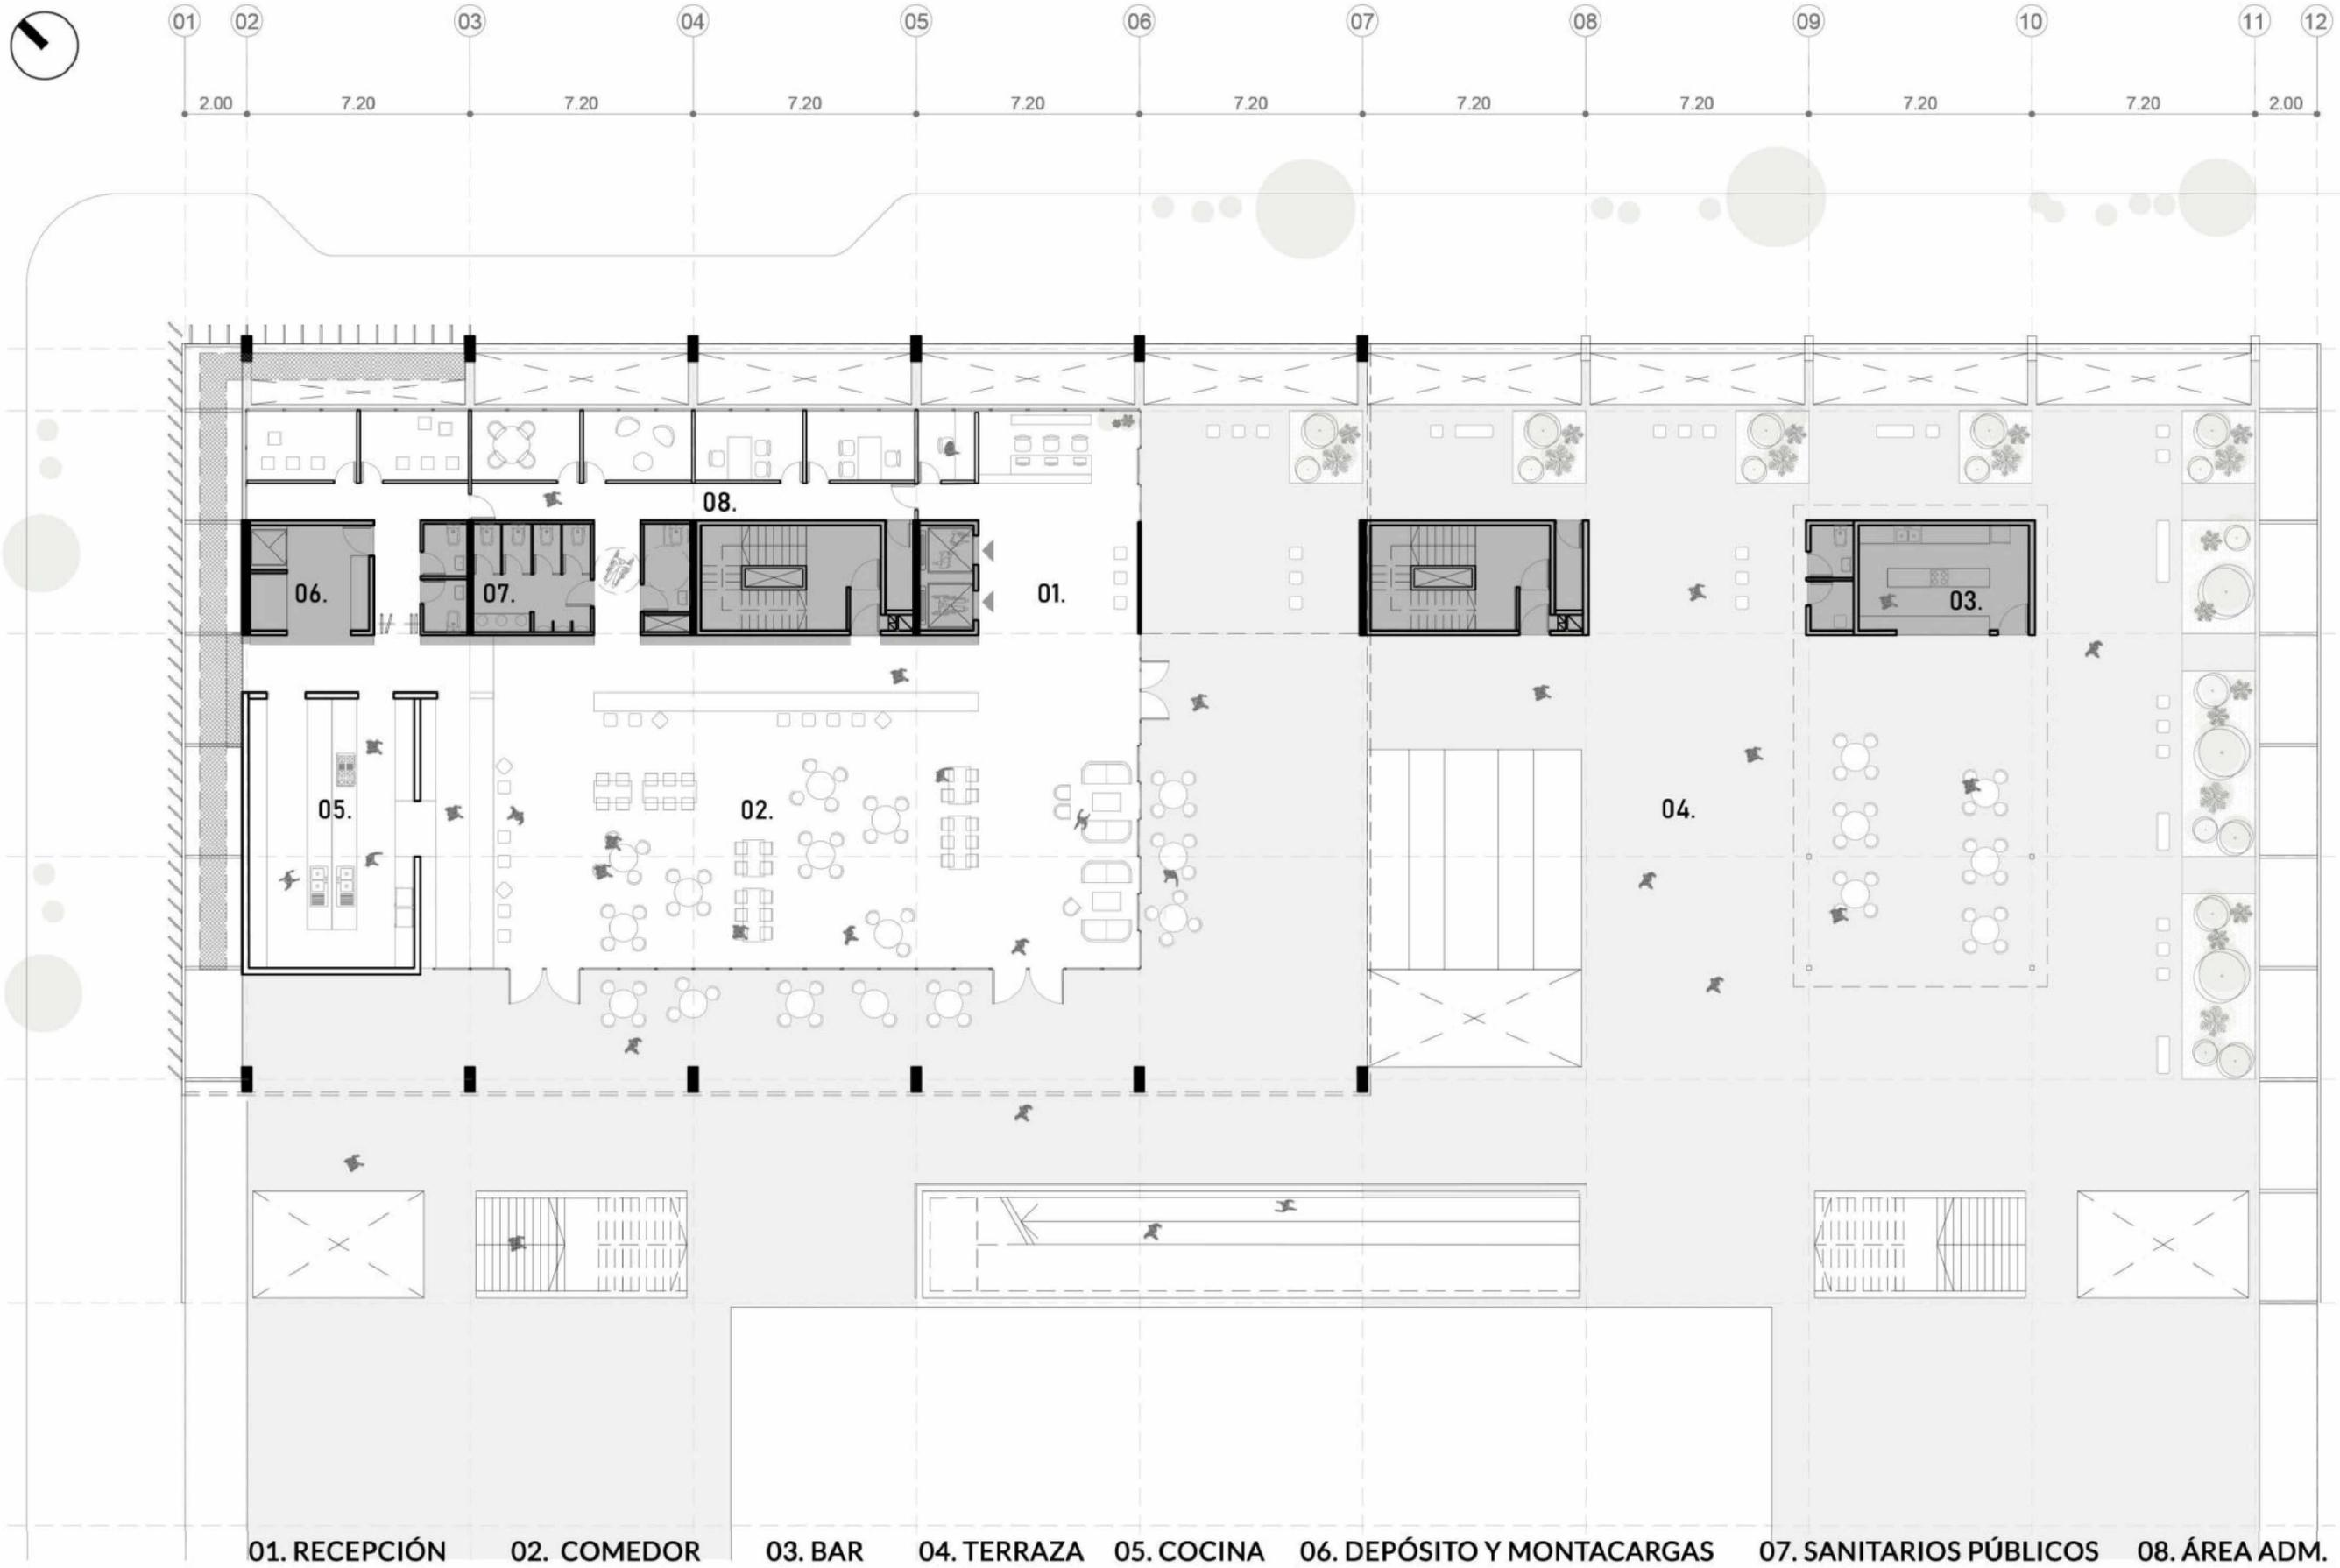 01 02 03 04 05 06 07 08 09 10 11 12
2.00 7.20 7.20 7.20 7.20 7.20 7.20 7.20 7.20 7.20 2.00
08.
06. 07. 01. 03.
05. 02. 04.
01. RECEPCIÓN 02. COMEDOR 03. BAR 04. TERRAZA 05. COCINA 06. DEPÓSITO Y MONTACARGAS 07. SANITARIOS PÚBLICOS 08. ÁREA ADM.